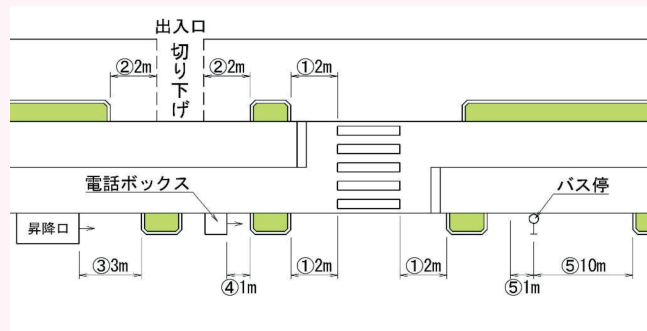 出入口
切り下げ
②2m
②2m
①2m
電話ボックス
バス停
昇降口
③3m
④1m
①2m
①2m
⑤1m
⑤10m